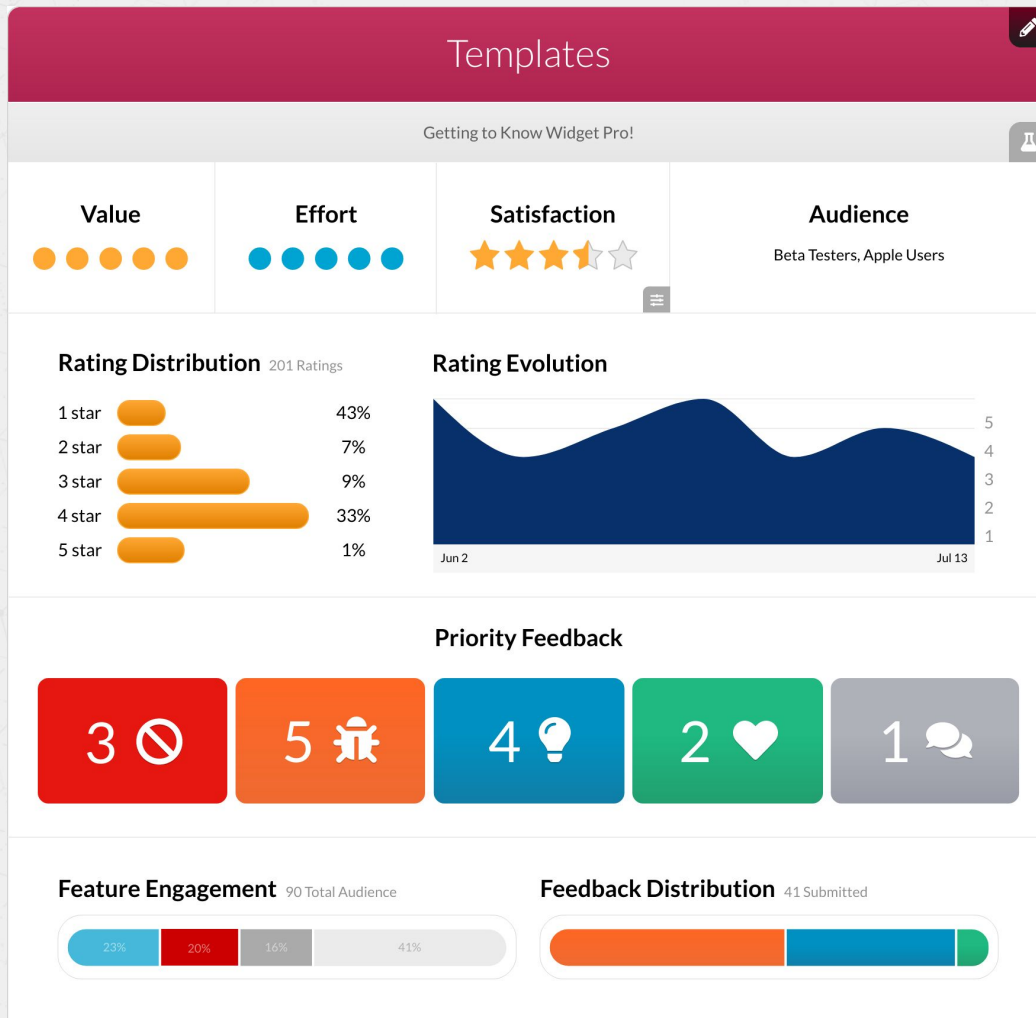 Templates
Getting to Know Widget Pro!
Value
Effort
Satisfaction
Audience
Beta Testers, Apple Users
Rating Distribution 201 Ratings
1 star 43%
2 star 7%
3 star 9%
4 star 33%
5 star 1%
Rating Evolution
5
4
3
2
1
Jun 2 Jul 13
Priority Feedback
3
5
4
2
1
Feature Engagement 90 Total Audience
23% 20% 16% 41%
Feedback Distribution 41 Submitted